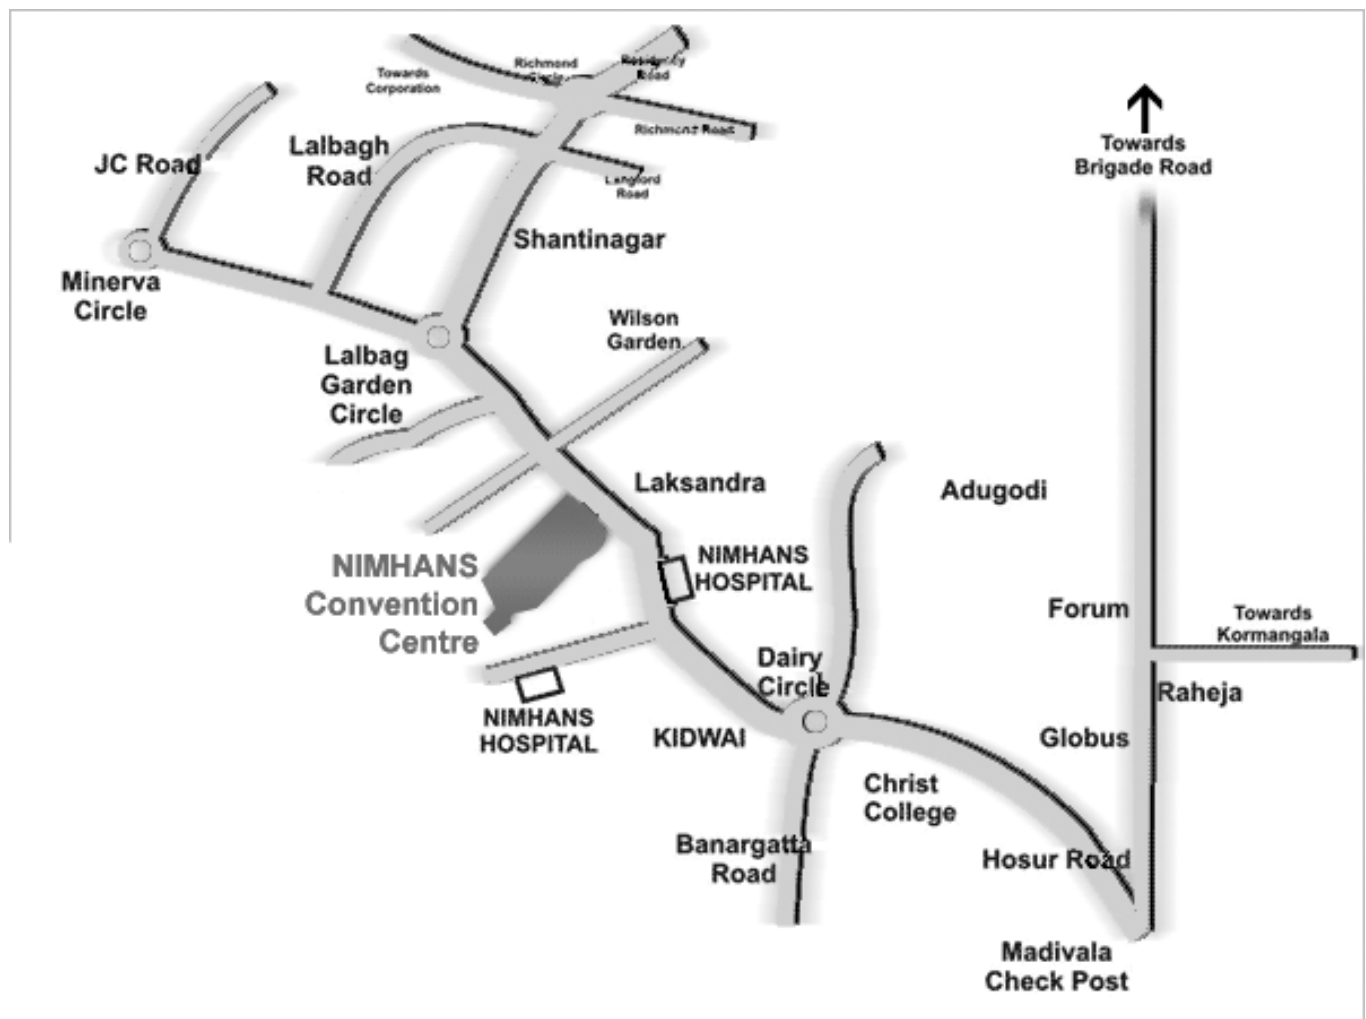 Towards
Corporation
Richmond
Circle
Residency
Road
Richmond Road
Langford
Road
JC Road
Lalbagh
Road
Shantinagar
Minerva
Circle
Lalbag
Garden
Circle
Wilson
Garden
Towards
Brigade Road
Laksandra
Adugodi
NIMHANS
Convention
Centre
NIMHANS
HOSPITAL
NIMHANS
HOSPITAL
KIDWAI
Dairy
Circle
Forum
Towards
Kormangala
Raheja
Globus
Christ
College
Banargatta
Road
Hosur Road
Madivala
Check Post